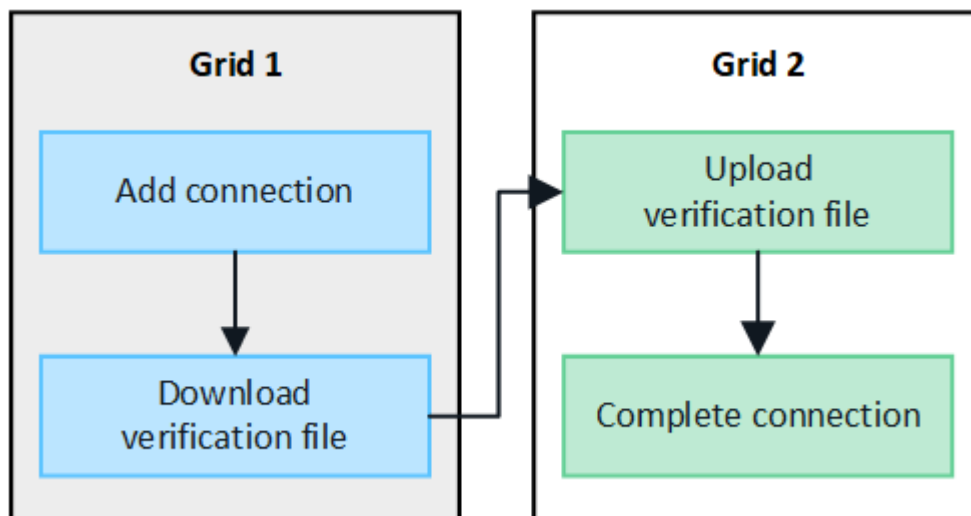 Grid 1
Add connection
Download
verification file
Grid 2
Upload
verification file
Complete connection